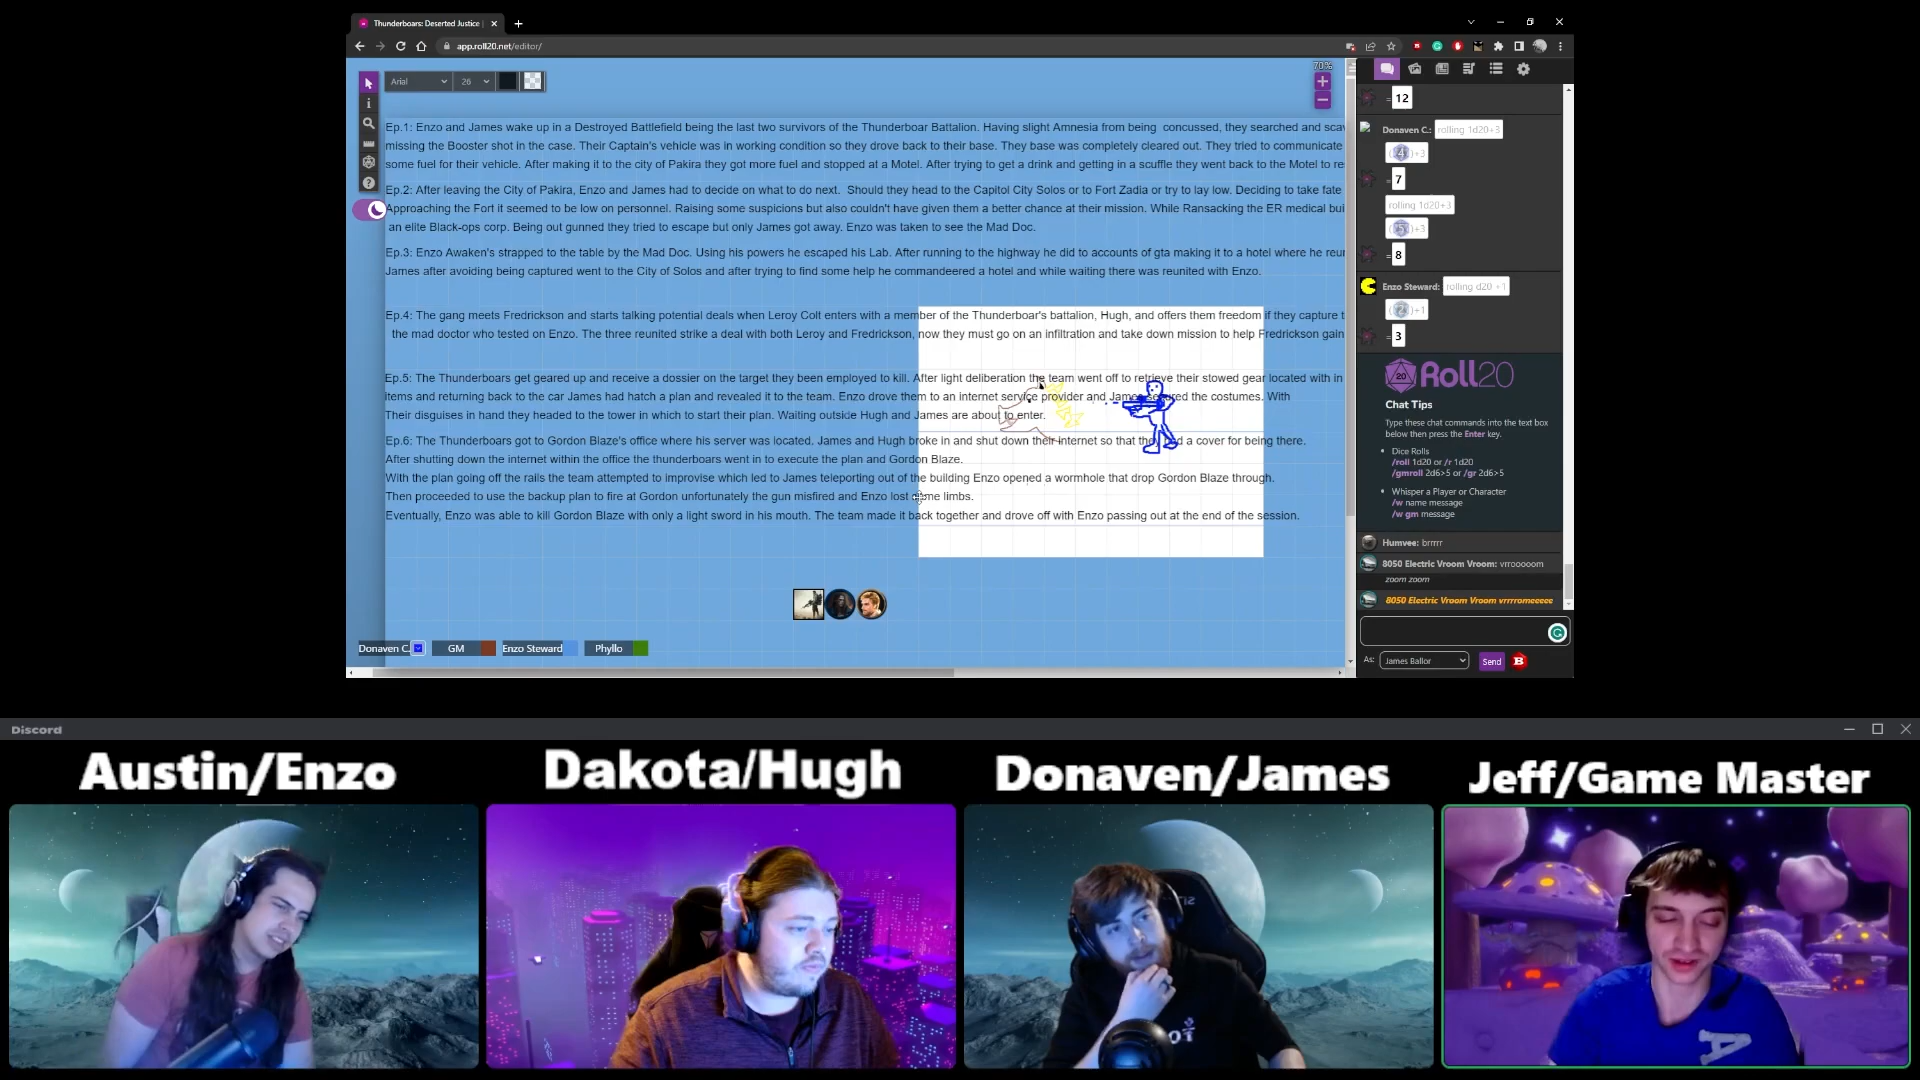 Thunderboars: Deserted Justice |
app.roll20.net/editor/
Arial
26
70%
Ep.1: Enzo and James wake up in a Destroyed Battlefield being the last two survivors of the Thunderboar Battalion. Having slight Amnesia from being concussed, they searched and
missing the Booster shot in the case. Their Captain's vehicle was in working condition so they drove back to their base. They base was completely cleared out. They tried to communicate
some fuel for their vehicle. After making it to the city of Pakira they got more fuel and stopped at a Motel. After trying to get a drink and getting in a scuffle they went back to the Motel to
Ep.2: After leaving the City of Pakira, Enzo and James had to decide on what to do next. Should they head to the Capitol City Solos or to Fort Zadia or try to lay low. Deciding to take fate
Approaching the Fort it seemed to be low on personnel. Raising some suspicions but also couldn't have given them a better chance at their mission. While Ransacking the ER medical
an elite Black-ops corp. Being out gunned they tried to escape but only James got away. Enzo was taken to see the Mad Doc.
Ep.3: Enzo Awaken's strapped to the table by the Mad Doc. Using his powers he escaped his Lab. After running to the highway he did to accounts of gta making it to a hotel where he
James after avoiding being captured went to the City of Solos and after trying to find some help he commandeered a hotel and while waiting there was reunited with Enzo.
Ep.4: The gang meets Fredrickson and starts talking potential deals when Leroy Colt enters with a member of the Thunderboar's battalion, Hugh, and offers them freedom if they capture
the mad doctor who tested on Enzo. The three reunited strike a deal with both Leroy and Fredrickson, now they must go on an infiltration and take down mission to help Fredrickson gain
Ep.5: The Thunderboars get geared up and receive a dossier on the target they been employed to kill. After light deliberation the team went off to retrieve their stowed gear located with in
items and returning back to the car James had hatch a plan and revealed it to the team. Enzo drove them to an internet service provider and James secured the costumes. With
Their disguises in hand they headed to the tower in which to start their plan. Waiting outside Hugh and James are about to enter.
Ep.6: The Thunderboars got to Gordon Blaze's office where his server was located. James and Hugh broke in and shut down their internet so that they had a cover for being there.
After shutting down the internet within the office the thunderboars went in to execute the plan and Gordon Blaze.
With the plan going off the rails the team attempted to improvise which led to James teleporting out of the building Enzo opened a wormhole that drop Gordon Blaze through.
Then proceeded to use the backup plan to fire at Gordon unfortunately the gun misfired and Enzo lost some limbs.
Eventually, Enzo was able to kill Gordon Blaze with only a light sword in his mouth. The team made it back together and drove off with Enzo passing out at the end of the session.
Donaven C.
GM
Enzo Steward
Phyllo
= 12
Donaven C.: rolling 1d20+3
(4)+3
= 7
rolling 1d20+3
(5)+3
= 8
Enzo Steward: rolling d20 +1
(2)+1
= 3
20
Roll20
Chat Tips
Type these chat commands into the text box
below then press the Enter key.
• Dice Rolls
/roll 1d20 or /r 1d20
/gmroll 2d6>5 or /gr 2d6>5
• Whisper a Player or Character
/w name message
/w gm message
Humvee: brrrrr
8050 Electric Vroom Vroom: vrrooooom
zoom zoom
8050 Electric Vroom Vroom vrrrromeeeee
As:
James Ballor
Send
B
Discord
Austin/Enzo
Dakota/Hugh
Donaven/James
Jeff/Game Master
A